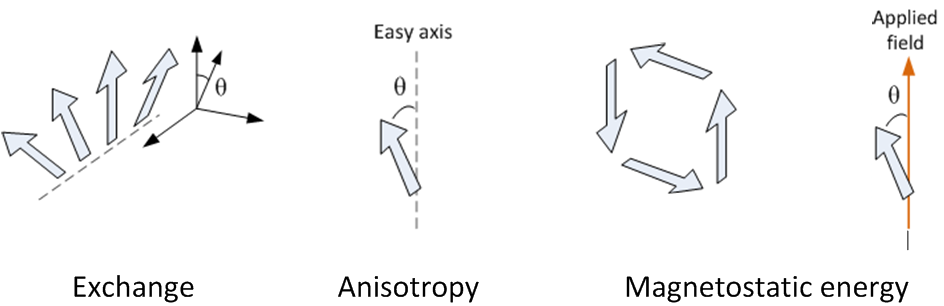 θ
Exchange
Easy axis
θ
Anisotropy
Applied
field
θ
Magnetostatic energy